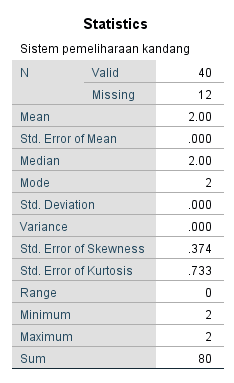 Statistics
Sistem pemeliharaan kandang
N Valid 40
Missing 12
Mean 2.00
Std. Error of Mean .000
Median 2.00
Mode 2
Std. Deviation .000
Variance .000
Std. Error of Skewness .374
Std. Error of Kurtosis .733
Range 0
Minimum 2
Maximum 2
Sum 80